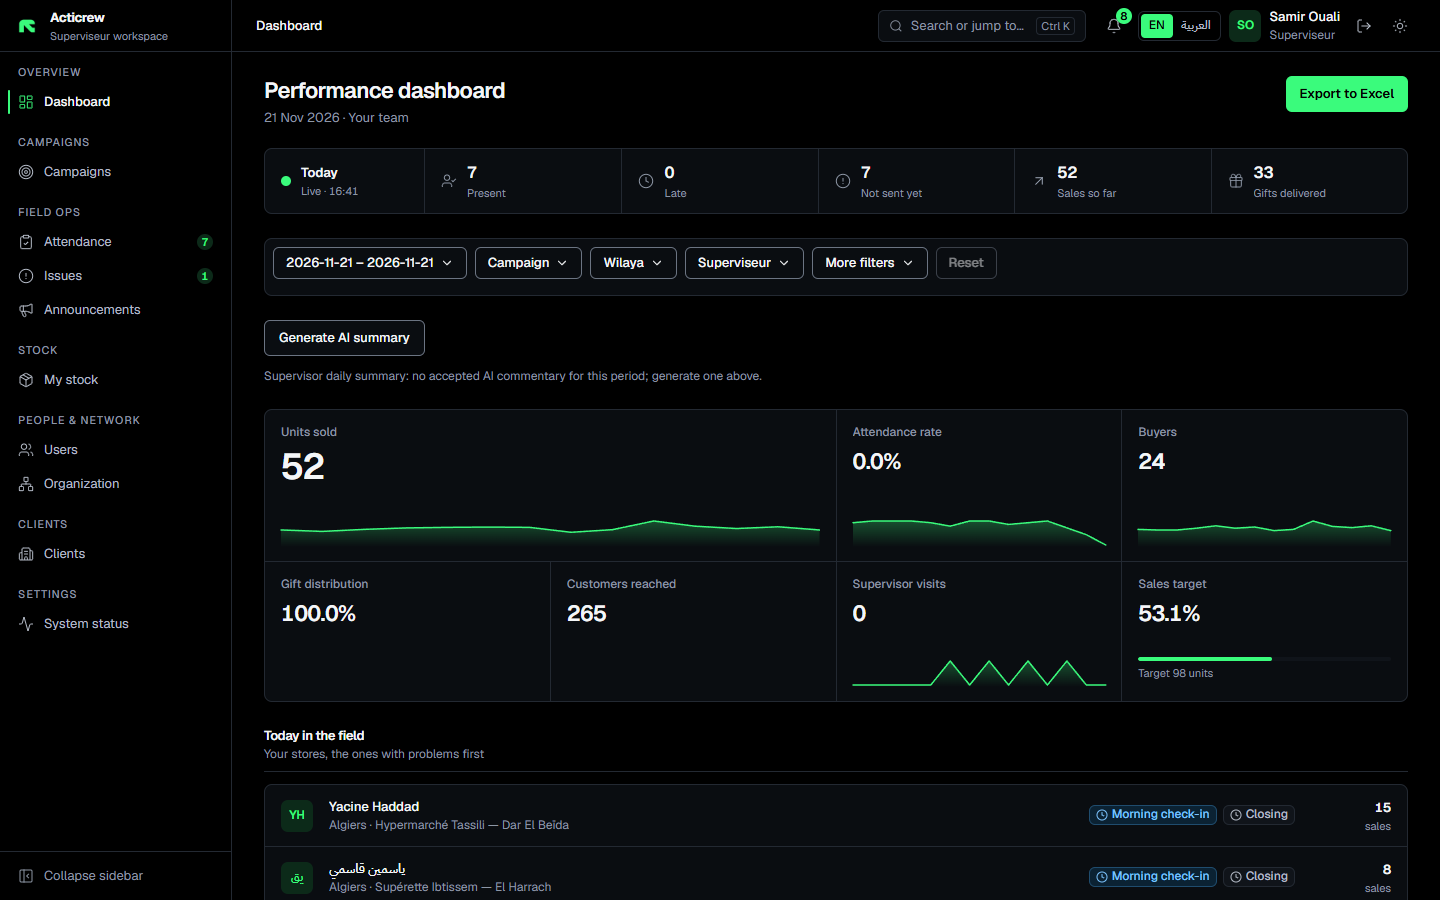 Acticrew
Superviseur workspace
Dashboard
Search or jump to...
Ctrl K
8
EN
العربية
SO
Samir Ouali
Superviseur
OVERVIEW
Dashboard
CAMPAIGNS
Campaigns
FIELD OPS
Attendance
7
Issues
1
Announcements
STOCK
My stock
PEOPLE & NETWORK
Users
Organization
CLIENTS
Clients
SETTINGS
System status
Collapse sidebar
Performance dashboard
21 Nov 2026 · Your team
Export to Excel
Today
Live · 16:41
7
Present
0
Late
7
Not sent yet
52
Sales so far
33
Gifts delivered
2026-11-21 – 2026-11-21
Campaign
Wilaya
Superviseur
More filters
Reset
Generate AI summary
Supervisor daily summary: no accepted AI commentary for this period; generate one above.
Units sold
52
Attendance rate
0.0%
Buyers
24
Gift distribution
100.0%
Customers reached
265
Supervisor visits
0
Sales target
53.1%
Target 98 units
Today in the field
Your stores, the ones with problems first
YH
Yacine Haddad
Algiers · Hypermarché Tassili — Dar El Beïda
Morning check-in
Closing
15
sales
يق
ياسمين قاسمي
Algiers · Supérette Ibtissem — El Harrach
Morning check-in
Closing
8
sales